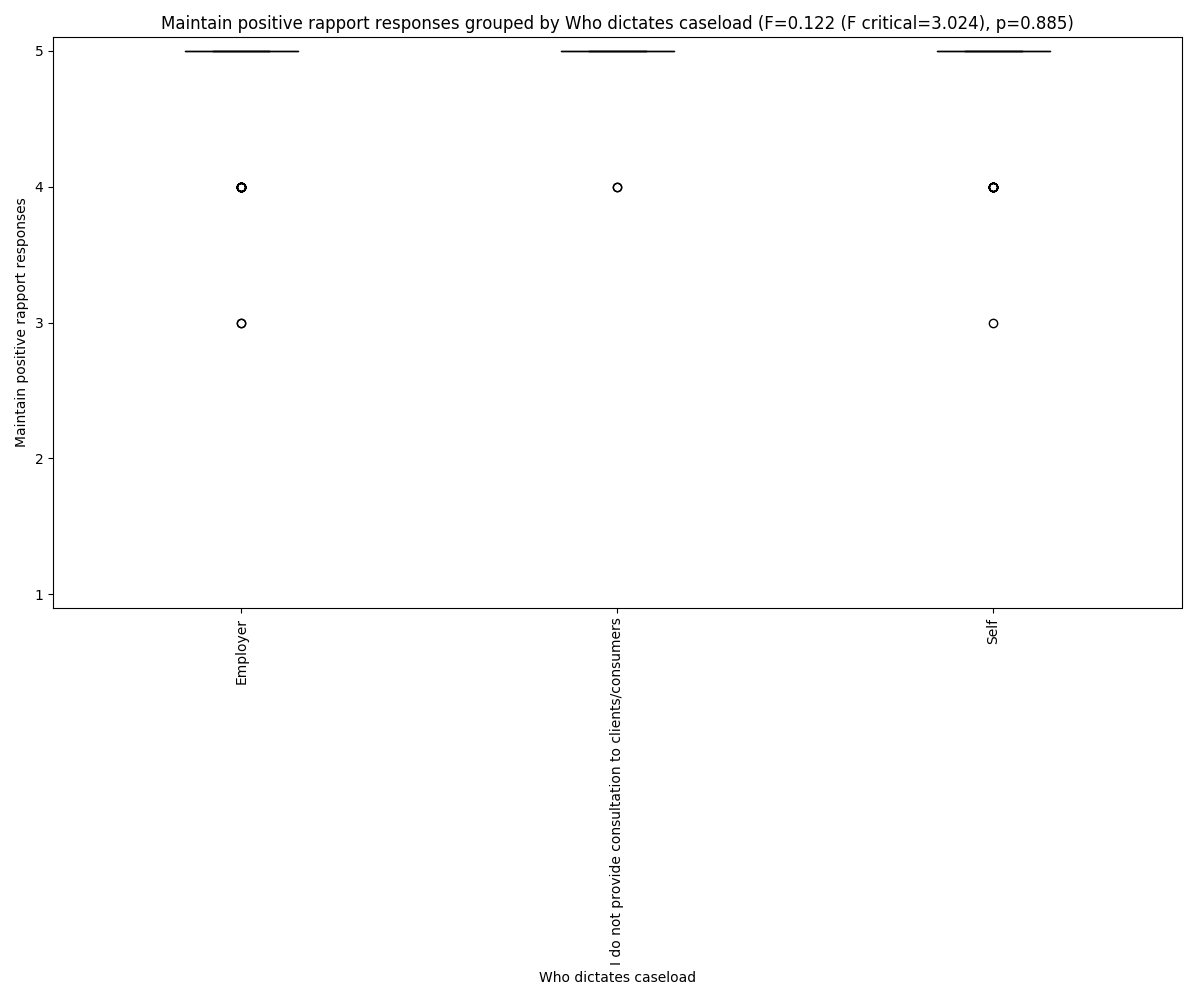 Maintain positive rapport responses grouped by Who dictates caseload (F=0.122 (F critical=3.024), p=0.885)
Maintain positive rapport responses
5
4
3
2
1
Employer
I do not provide consultation to clients/consumers
Self
Who dictates caseload